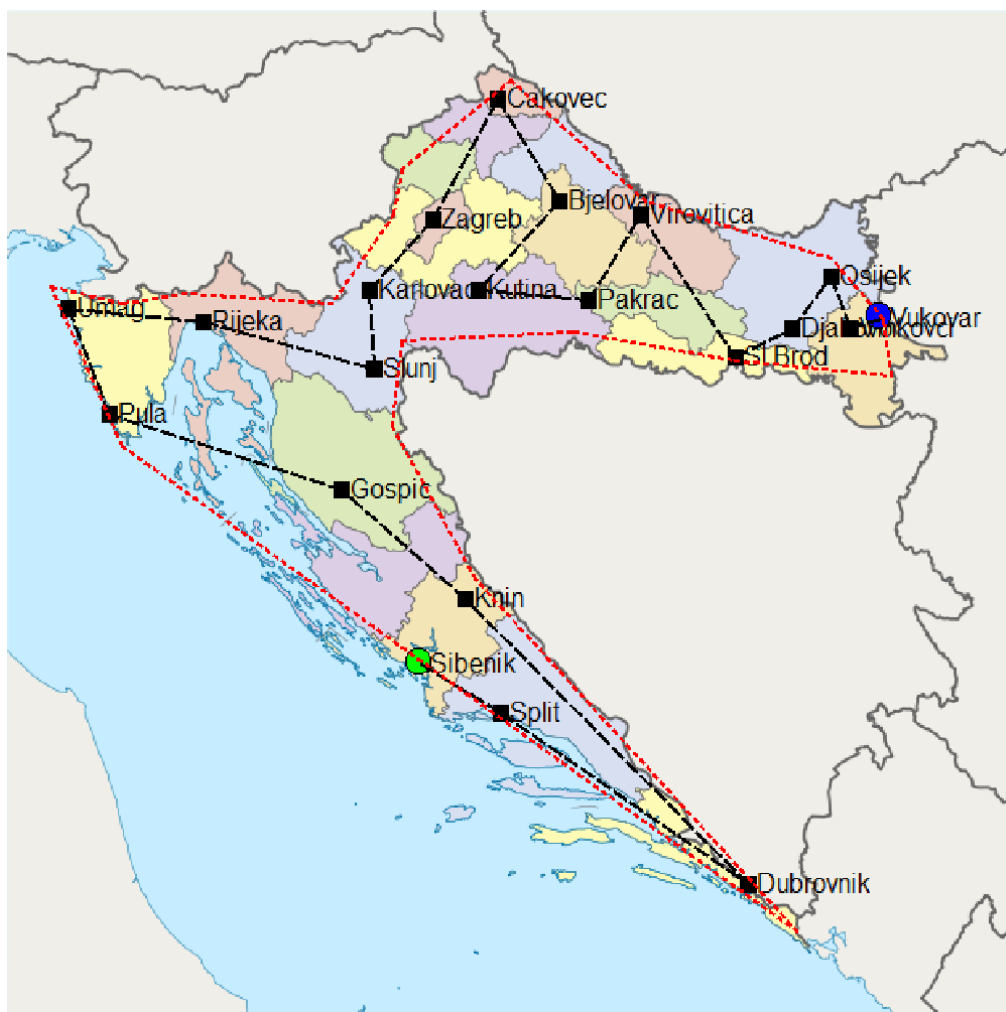 Cakovec
Bjelovar
Virovitica
Zagreb
Osijek
Karlovac
Kutina
Pakrac
Umag
Rijeka
Vukovar
Sl Brod
Slunj
Pula
Gospic
Knin
Sibenik
Split
Dubrovnik